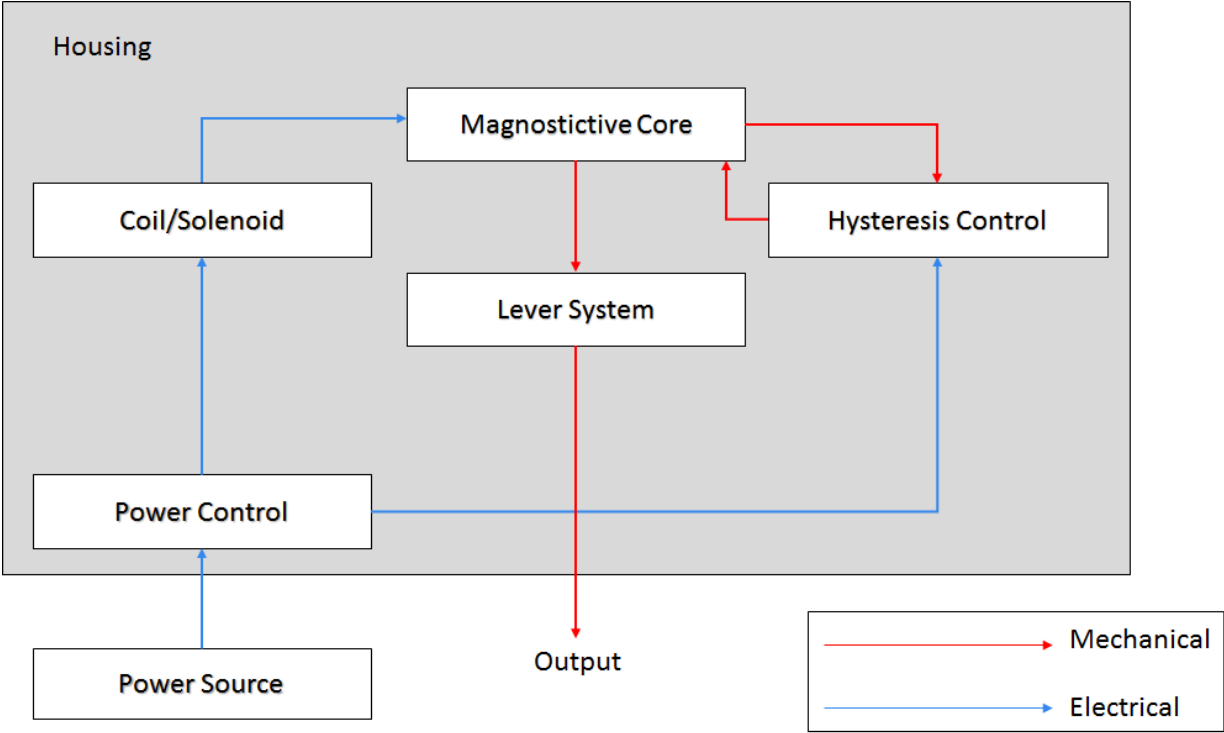 Housing
Magnostictive Core
Coil/Solenoid
Hysteresis Control
Lever System
Power Control
Output
Power Source
Mechanical
Electrical